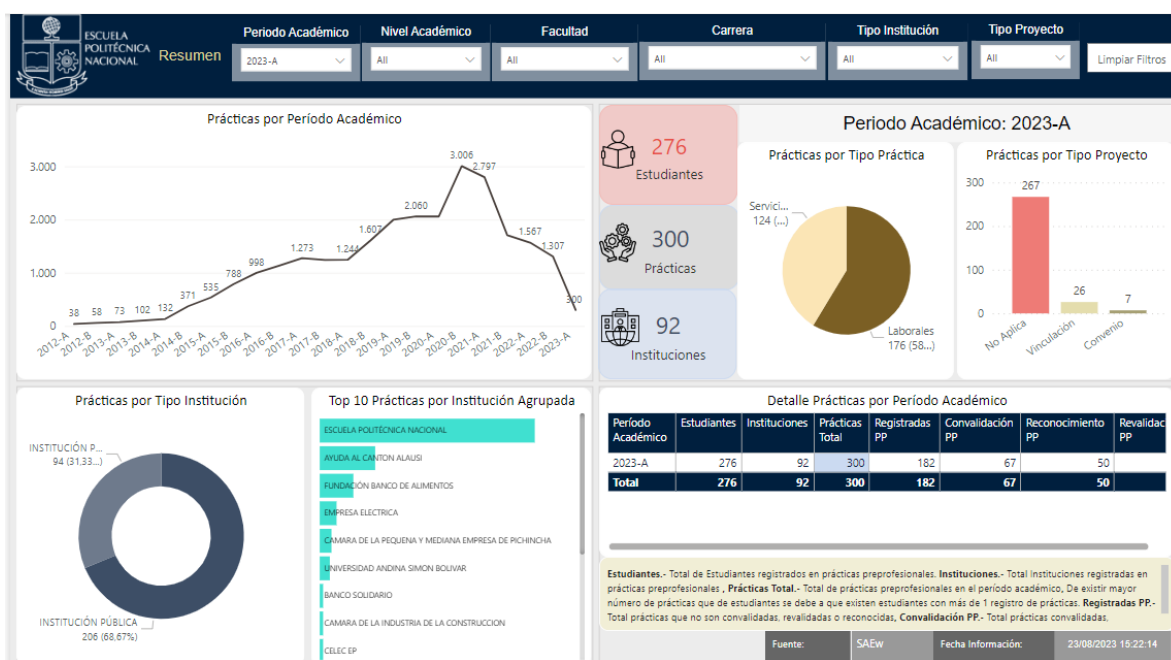 ESCUELA
POLITÉCNICA
NACIONAL
Resumen
Periodo Académico
Nivel Académico
Facultad
Carrera
Tipo Institución
Tipo Proyecto
2023-A
All
All
All
All
All
Limpiar Filtros
Prácticas por Período Académico
3.000
2.000
1.000
0
38
58
73
102
132
371
535
788
998
1.273
1.244
1.607
2.060
3.006
2.797
1.567
1.307
300
2012-A
2012-B
2013-A
2013-B
2014-A
2014-B
2015-A
2015-B
2016-A
2016-B
2017-A
2017-B
2018-A
2018-B
2019-A
2019-B
2020-A
2020-B
2021-A
2021-B
2022-A
2022-B
2023-A
276
Estudiantes
300
Prácticas
92
Instituciones
Periodo Académico: 2023-A
Prácticas por Tipo Práctica
Servici...
124 (...)
Laborales
176 (58...)
Prácticas por Tipo Proyecto
300
200
100
0
267
26
7
No Aplica
Vinculación
Convenio
Prácticas por Tipo Institución
INSTITUCIÓN P...
94 (31,33...)
INSTITUCIÓN PÚBLICA
206 (68,67%)
Top 10 Prácticas por Institución Agrupada
ESCUELA POLITÉCNICA NACIONAL
AYUDA AL CANTON ALAUSI
FUNDACIÓN BANCO DE ALIMENTOS
EMPRESA ELECTRICA
CAMARA DE LA PEQUENA Y MEDIANA EMPRESA DE PICHINCHA
UNIVERSIDAD ANDINA SIMON BOLIVAR
BANCO SOLIDARIO
CAMARA DE LA INDUSTRIA DE LA CONSTRUCCION
CELEC EP
Detalle Prácticas por Período Académico
Período Académico Estudiantes Instituciones Prácticas Total Registradas PP Convalidación PP Reconocimiento PP Revalidac PP
2023-A 276 92 300 182 67 50
Total 276 92 300 182 67 50
Estudiantes.- Total de Estudiantes registrados en prácticas preprofesionales. Instituciones.- Total Instituciones registradas en
prácticas preprofesionales , Prácticas Total.- Total de prácticas preprofesionales en el período académico, De existir mayor
número de prácticas que de estudiantes se debe a que existen estudiantes con más de 1 registro de prácticas. Registradas PP.-
Total prácticas que no son convalidadas, revalidadas o reconocidas, Convalidación PP.- Total prácticas convalidadas,
Fuente: SAEw Fecha Información: 23/08/2023 15:22:14